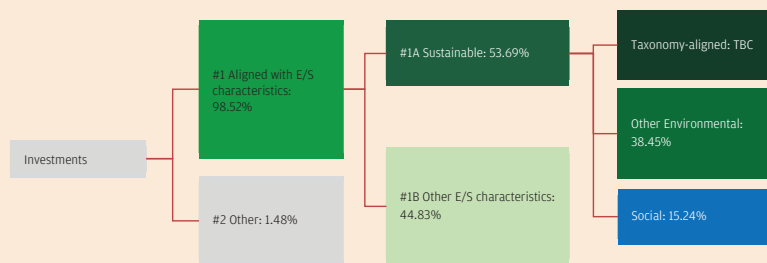 Investments
#1 Aligned with E/S
characteristics:
98.52%
#2 Other: 1.48%
#1A Sustainable: 53.69%
#1B Other E/S characteristics:
44.83%
Taxonomy-aligned: TBC
Other Environmental:
38.45%
Social: 15.24%